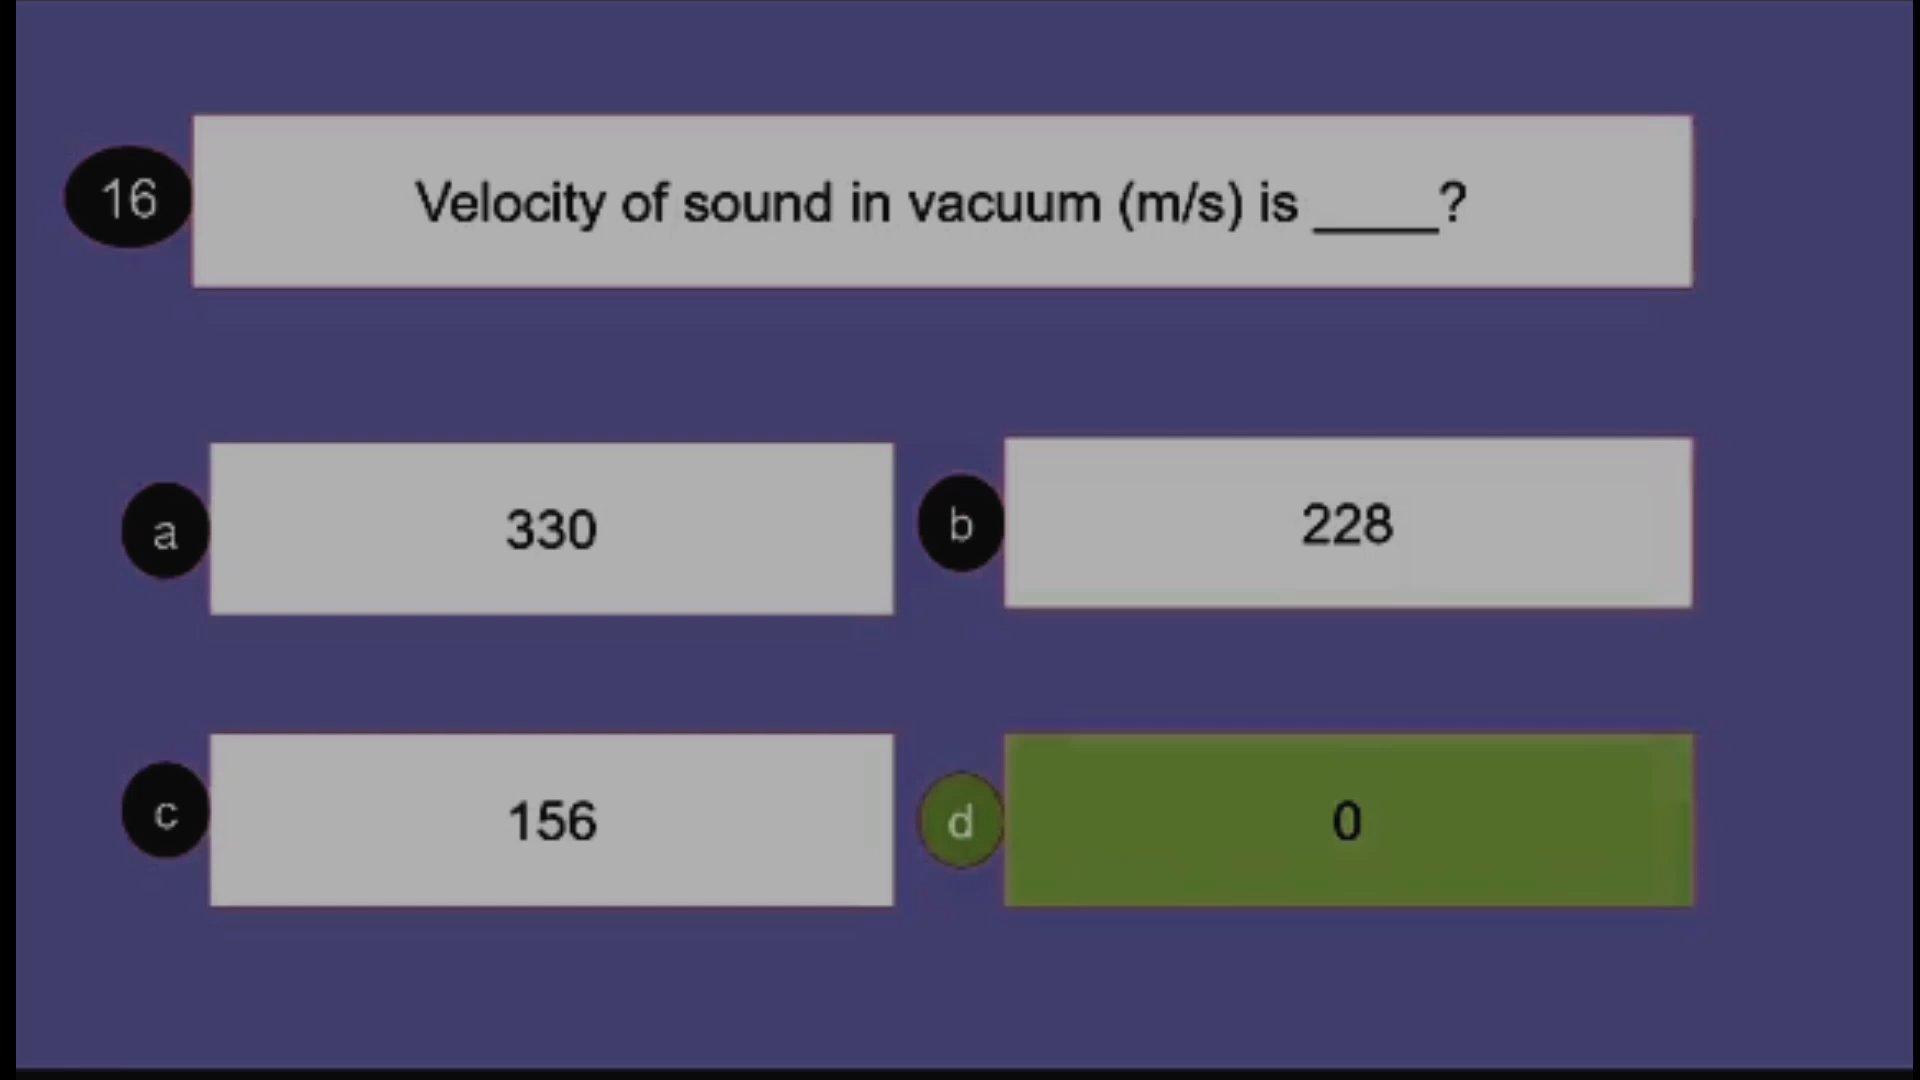 16 Velocity of sound in vacuum (m/s) is _____?
a 330
b 228
c 156
d 0